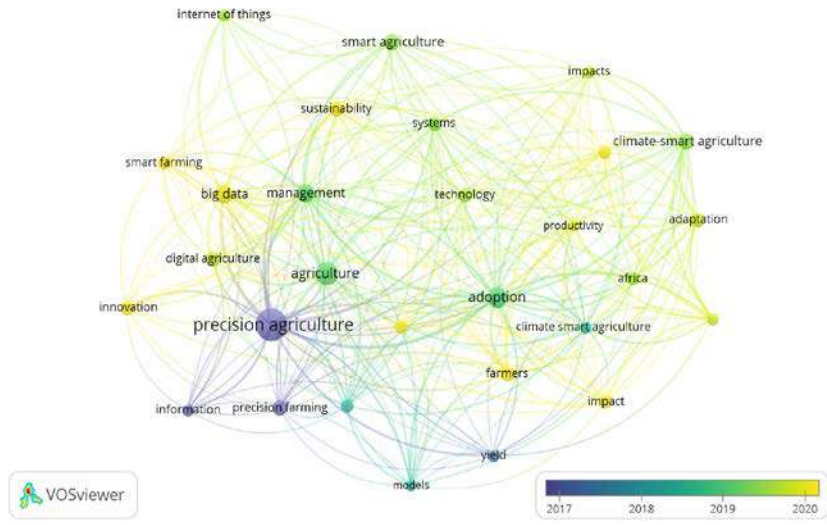 internet of things
smart agriculture
impacts
sustainability
systems
climate-smart agriculture
smart farming
big data
management
technology
adaptation
productivity
digital agriculture
agriculture
africa
adoption
innovation
precision agriculture
climate smart agriculture
farmers
impact
information
precision farming
yield
models
VOSviewer
2017 2018 2019 2020